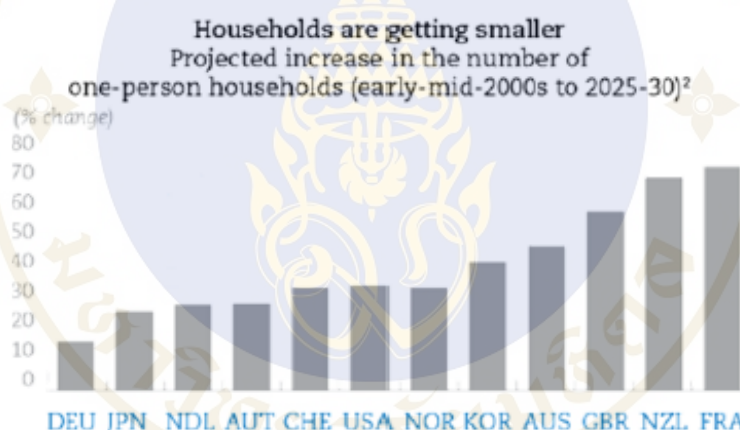 Households are getting smaller
Projected increase in the number of
one-person households (early-mid-2000s to 2025-30)²
(% change)
80
70
60
50
40
30
20
10
0
DEU JPN NDL AUT CHE USA NOR KOR AUS GBR NZL FRA